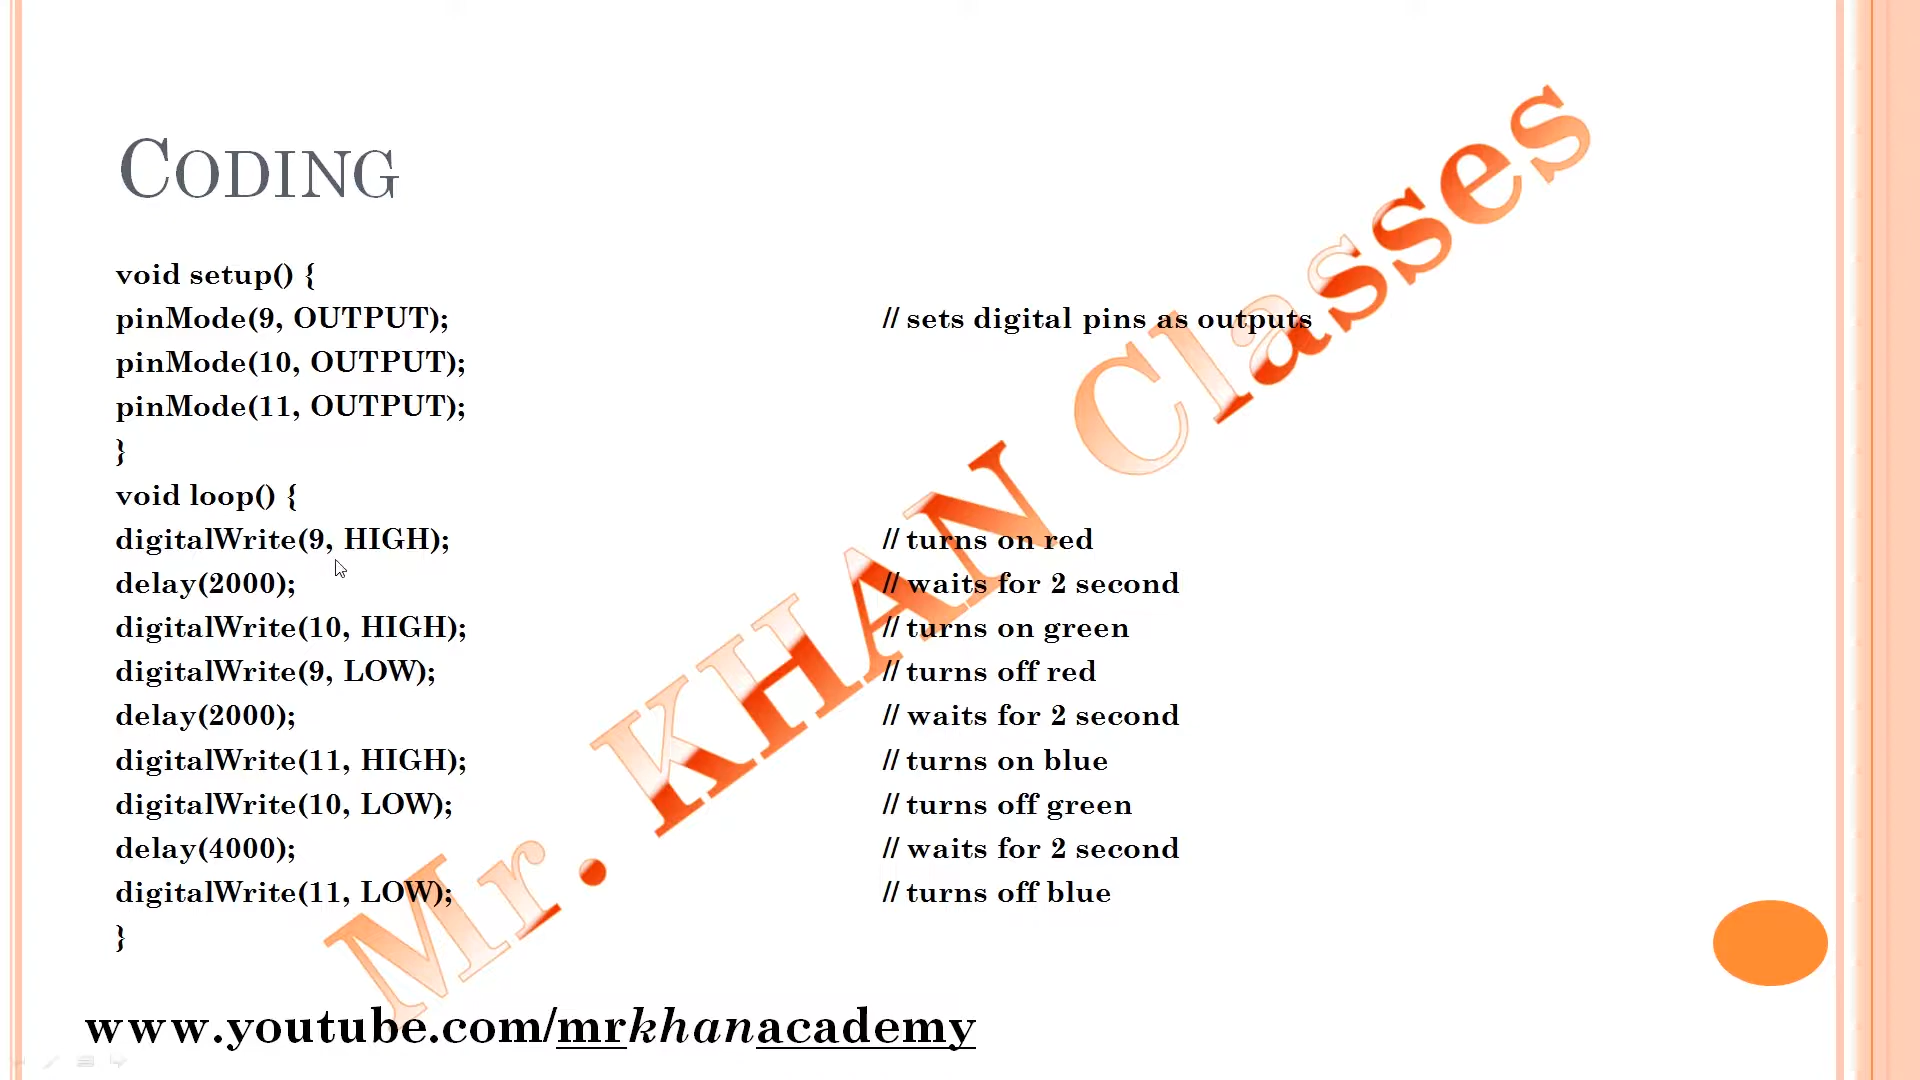 CODING
void setup() {
pinMode(9, OUTPUT); // sets digital pins as outputs
pinMode(10, OUTPUT);
pinMode(11, OUTPUT);
}
void loop() {
digitalWrite(9, HIGH); // turns on red
delay(2000); // waits for 2 second
digitalWrite(10, HIGH); // turns on green
digitalWrite(9, LOW); // turns off red
delay(2000); // waits for 2 second
digitalWrite(11, HIGH); // turns on blue
digitalWrite(10, LOW); // turns off green
delay(4000); // waits for 2 second
digitalWrite(11, LOW); // turns off blue
}
Mr. KHAN Classes
www.youtube.com/mrkhanacademy